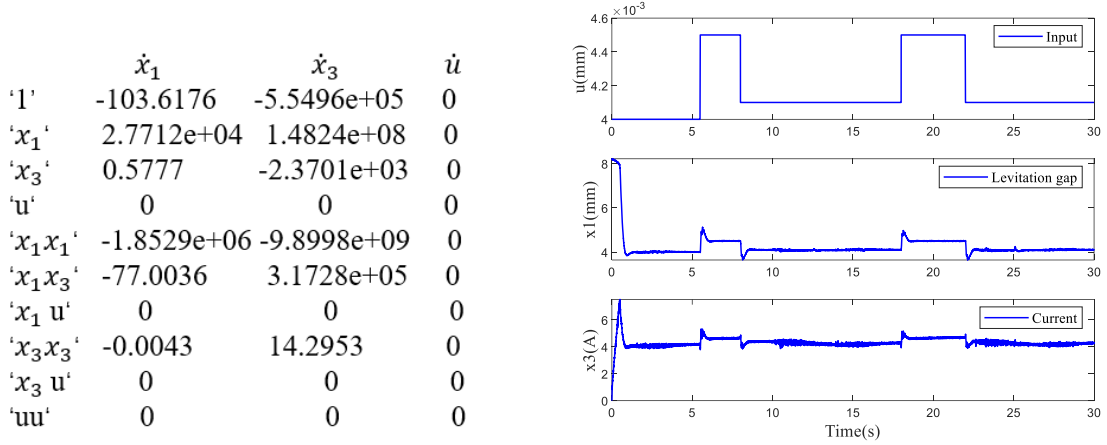 ẋ₁ ẋ₃ u̇
‘1’ -103.6176 -5.5496e+05 0
‘x₁‘ 2.7712e+04 1.4824e+08 0
‘x₃‘ 0.5777 -2.3701e+03 0
‘u‘ 0 0 0
‘x₁x₁‘ -1.8529e+06 -9.8998e+09 0
‘x₁x₃‘ -77.0036 3.1728e+05 0
‘x₁ u‘ 0 0 0
‘x₃x₃‘ -0.0043 14.2953 0
‘x₃ u‘ 0 0 0
‘uu‘ 0 0 0
×10⁻³
4.6
4.4
4.2
4
u(mm)
Input
0 5 10 15 20 25 30
8
6
4
x1(mm)
Levitation gap
0 5 10 15 20 25 30
6
4
2
0
x3(A)
Current
0 5 10 15 20 25 30
Time(s)